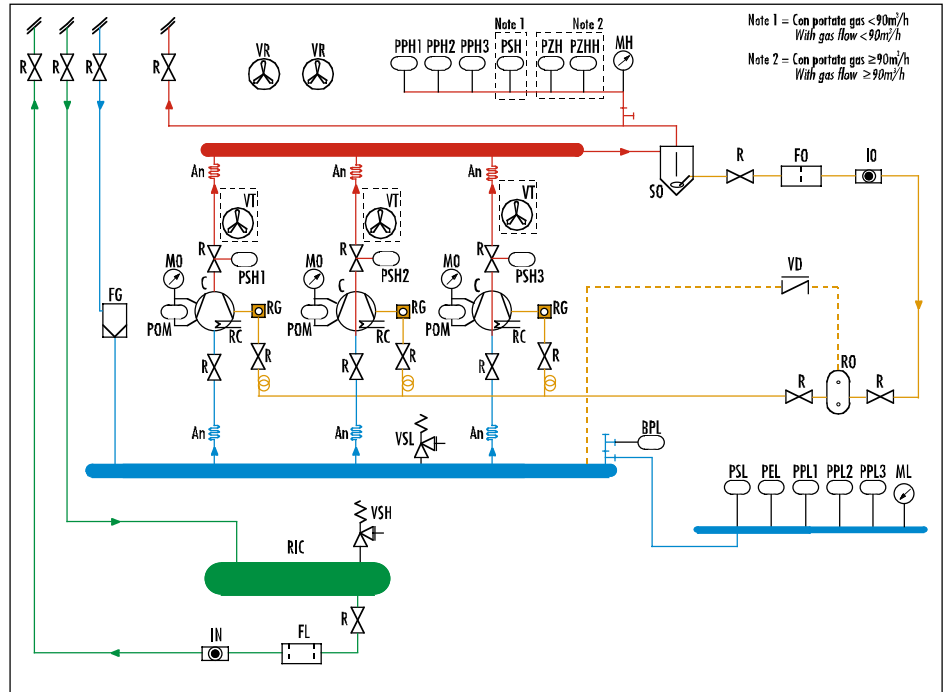 Note 1 = Con portata gas <90m³/h
With gas flow <90m³/h
Note 2 = Con portata gas ≥90m³/h
With gas flow ≥90m³/h
Note 1
Note 2
VR
VR
PPH1
PPH2
PPH3
PSH
PZH
PZHH
MH
R
R
R
R
An
An
An
SO
R
FO
IO
VT
VT
VT
R
R
R
PSH1
PSH2
PSH3
MO
MO
MO
C
C
C
VD
FG
POM
POM
POM
RG
RG
RG
RC
RC
RC
R
R
R
R
R
R
RO
R
R
An
An
An
VSL
BPL
PSL
PEL
PPL1
PPL2
PPL3
ML
VSH
RIC
R
IN
FL